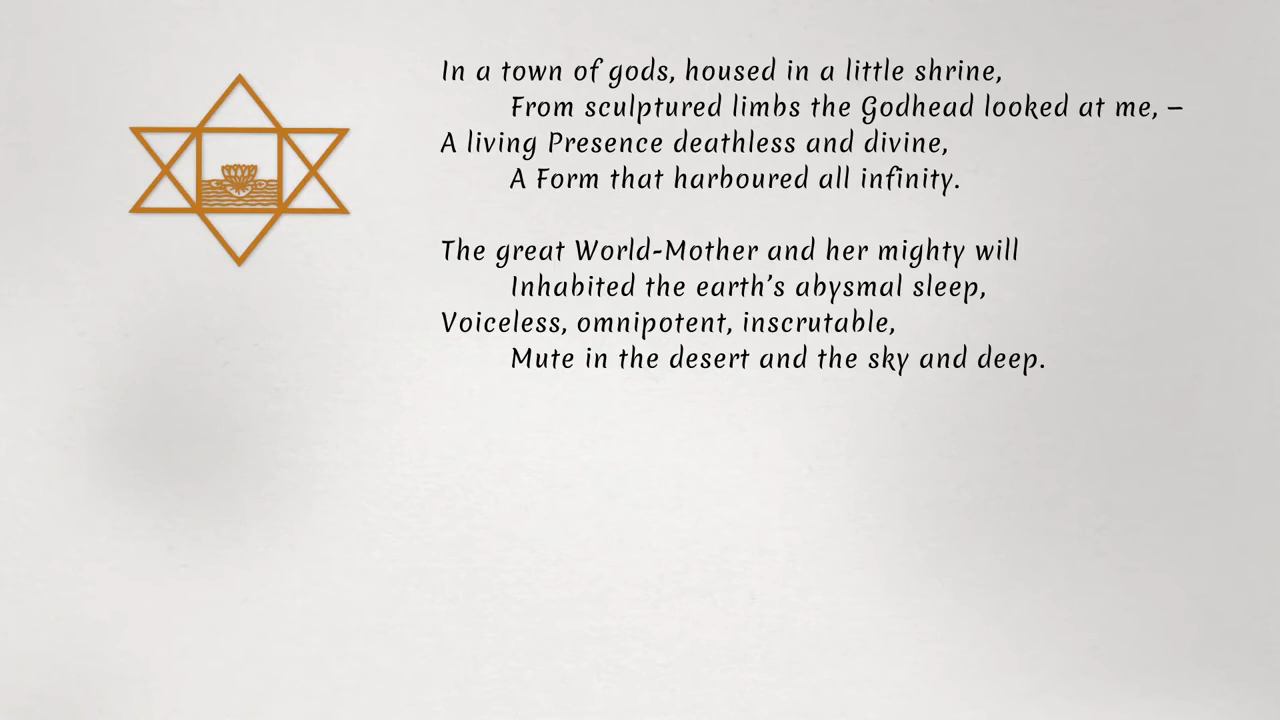 In a town of gods, housed in a little shrine,
From sculptured limbs the Godhead looked at me, –
A living Presence deathless and divine,
A Form that harboured all infinity.

The great World-Mother and her mighty will
Inhabited the earth’s abysmal sleep,
Voiceless, omnipotent, inscrutable,
Mute in the desert and the sky and deep.